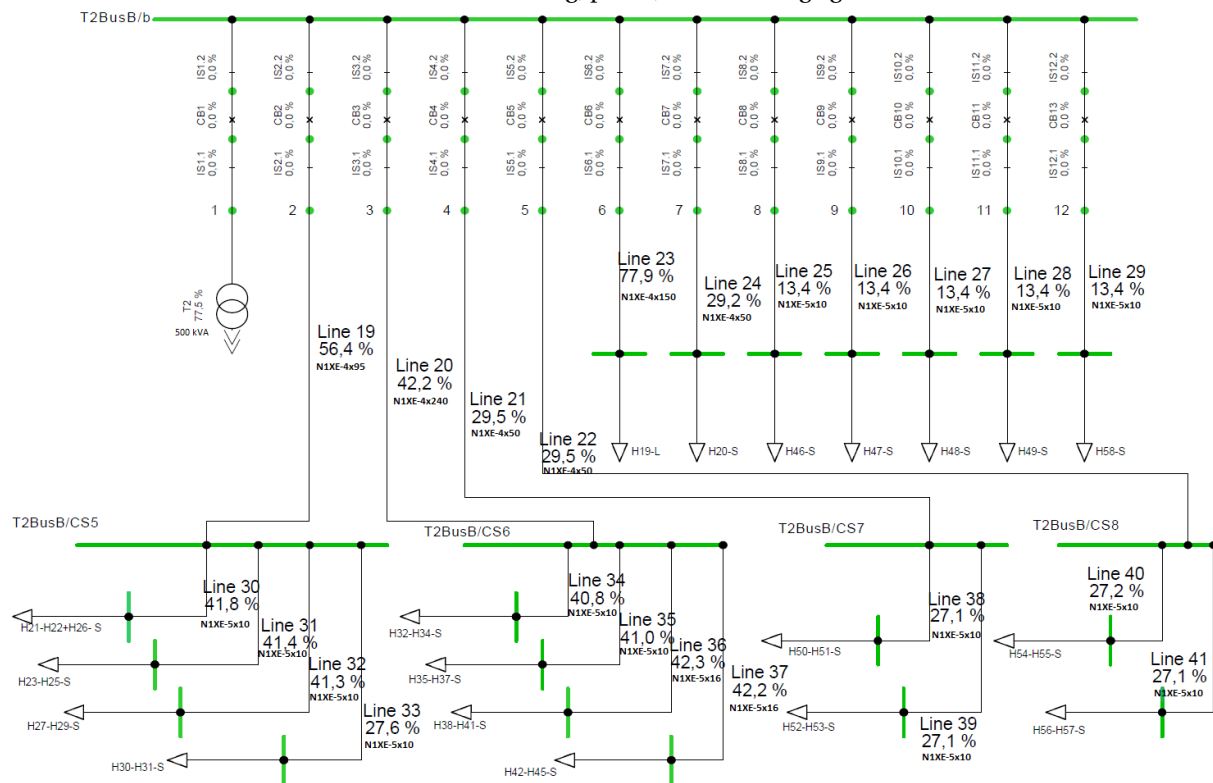 T2BusB/b
IS1.2
0,0 %
IS2.2
0,0 %
IS3.2
0,0 %
IS4.2
0,0 %
IS5.2
0,0 %
IS6.2
0,0 %
IS7.2
0,0 %
IS8.2
0,0 %
IS9.2
0,0 %
IS10.2
0,0 %
IS11.2
0,0 %
IS12.2
0,0 %
CB1
0,0 %
CB2
0,0 %
CB3
0,0 %
CB4
0,0 %
CB5
0,0 %
CB6
0,0 %
CB7
0,0 %
CB8
0,0 %
CB9
0,0 %
CB10
0,0 %
CB11
0,0 %
CB13
0,0 %
IS1.1
0,0 %
IS2.1
0,0 %
IS3.1
0,0 %
IS4.1
0,0 %
IS5.1
0,0 %
IS6.1
0,0 %
IS7.1
0,0 %
IS8.1
0,0 %
IS9.1
0,0 %
IS10.1
0,0 %
IS11.1
0,0 %
IS12.1
0,0 %
1 2 3 4 5 6 7 8 9 10 11 12
T2
77,5 %
500 kVA
Line 19
56,4 %
N1XE-4x95
Line 20
42,2 %
N1XE-4x240
Line 21
29,5 %
N1XE-4x50
Line 22
29,5 %
N1XE-4x50
Line 23
77,9 %
N1XE-4x150
Line 24
29,2 %
N1XE-4x50
Line 25
13,4 %
N1XE-5x10
Line 26
13,4 %
N1XE-5x10
Line 27
13,4 %
N1XE-5x10
Line 28
13,4 %
N1XE-5x10
Line 29
13,4 %
N1XE-5x10
H19-L
H20-S
H46-S
H47-S
H48-S
H49-S
H58-S
T2BusB/CS5
T2BusB/CS6
T2BusB/CS7
T2BusB/CS8
Line 30
41,8 %
N1XE-5x10
Line 31
41,4 %
N1XE-5x10
Line 32
41,3 %
N1XE-5x10
Line 33
27,6 %
N1XE-5x10
H21-H22+H26- S
H23-H25-S
H27-H29-S
H30-H31-S
Line 34
40,8 %
N1XE-5x10
Line 35
41,0 %
N1XE-5x10
Line 36
42,3 %
N1XE-5x16
Line 37
42,2 %
N1XE-5x16
H32-H34-S
H35-H37-S
H38-H41-S
H42-H45-S
Line 38
27,1 %
N1XE-5x10
Line 39
27,1 %
N1XE-5x10
H50-H51-S
H52-H53-S
Line 40
27,2 %
N1XE-5x10
Line 41
27,1 %
N1XE-5x10
H54-H55-S
H56-H57-S